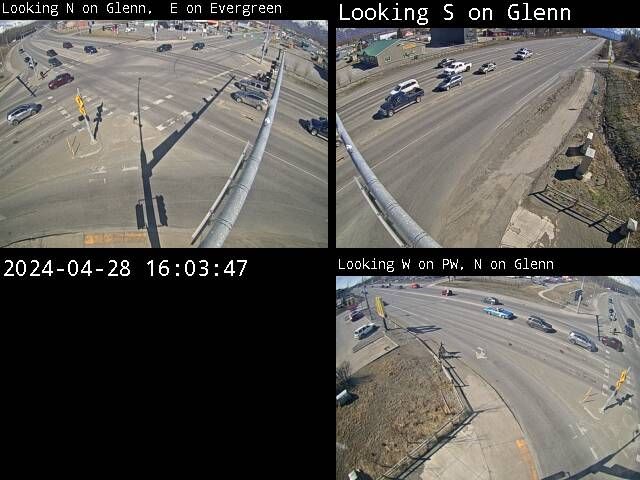 Looking N on Glenn,  E on Evergreen
Looking S on Glenn
2024-04-28 16:03:47
Looking W on PW, N on Glenn